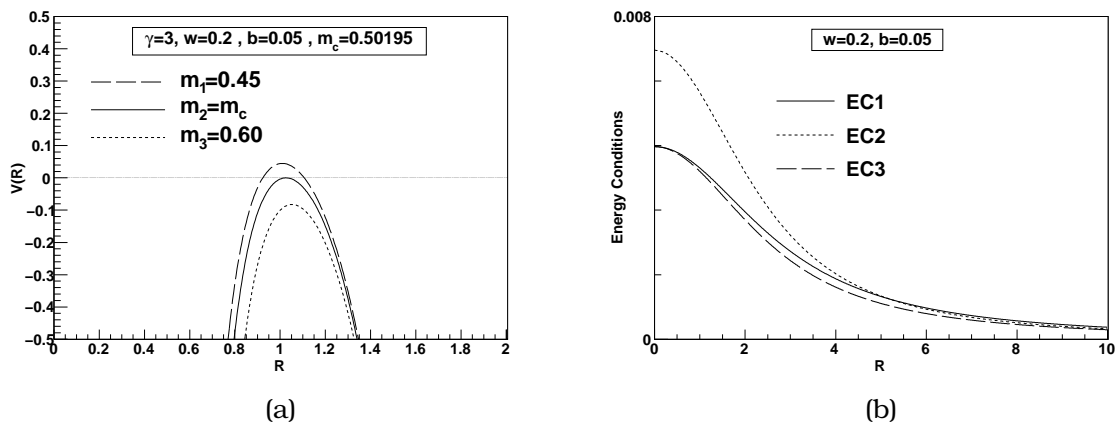 γ=3, w=0.2 , b=0.05 , m_c=0.50195
m_1=0.45
m_2=m_c
m_3=0.60
V(R)
0.5
0.4
0.3
0.2
0.1
0
−0.1
−0.2
−0.3
−0.4
−0.5
0 0.2 0.4 0.6 0.8 1 1.2 1.4 1.6 1.8 2
R
(a)
w=0.2, b=0.05
EC1
EC2
EC3
Energy Conditions
0.008
0
0 2 4 6 8 10
R
(b)